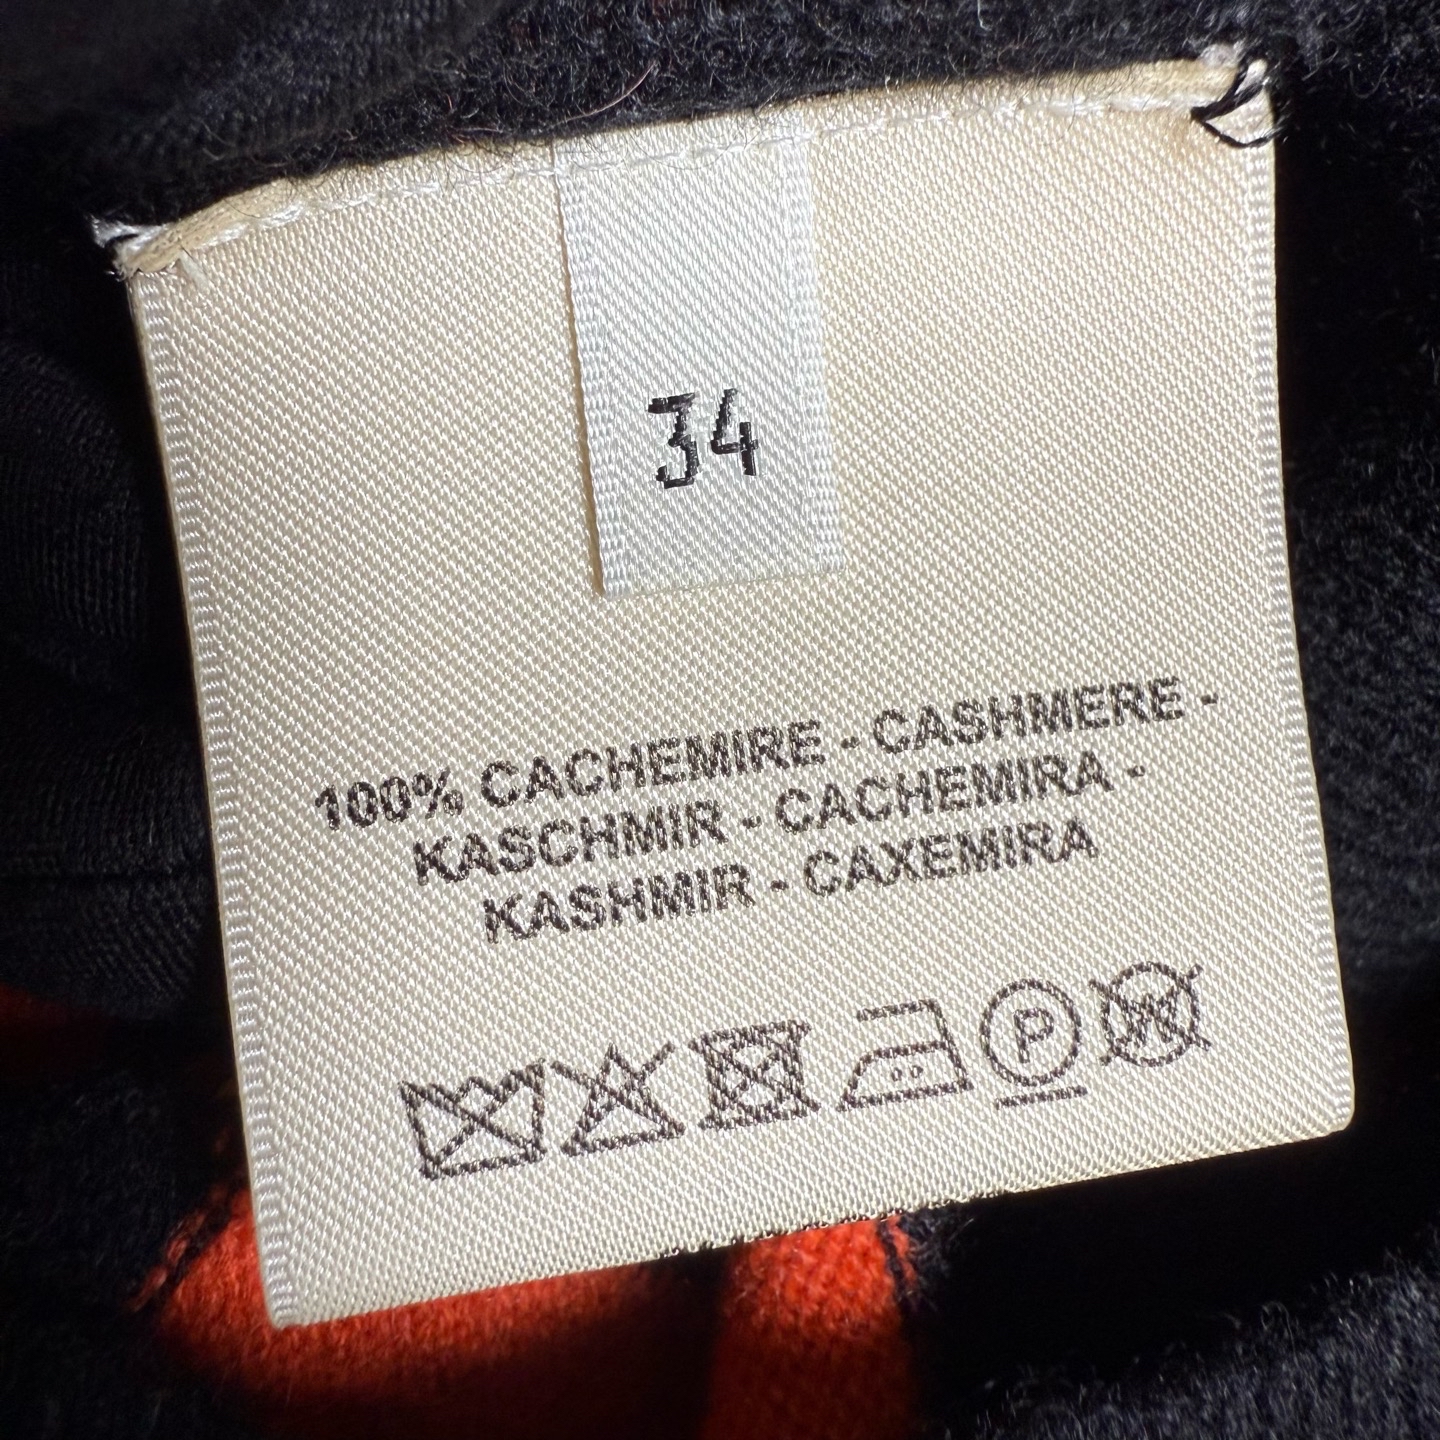 34
100% CACHEMIRE - CASHMERE -
KASCHMIR - CACHEMIRA -
KASHMIR - CAXEMIRA
P W